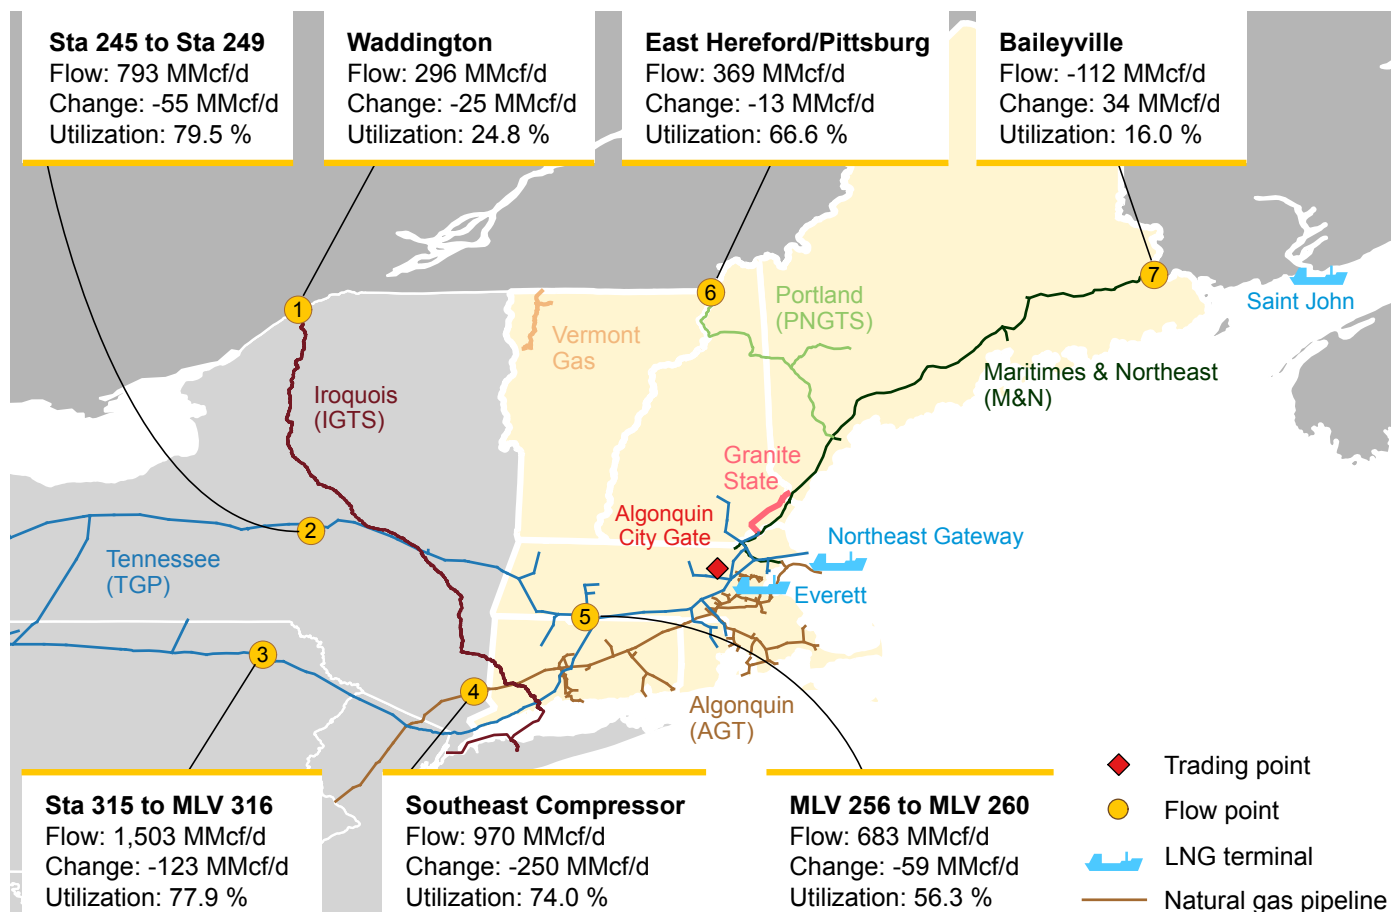 Sta 245 to Sta 249
Flow: 793 MMcf/d
Change: -55 MMcf/d
Utilization: 79.5 %
Waddington
Flow: 296 MMcf/d
Change: -25 MMcf/d
Utilization: 24.8 %
East Hereford/Pittsburg
Flow: 369 MMcf/d
Change: -13 MMcf/d
Utilization: 66.6 %
Baileyville
Flow: -112 MMcf/d
Change: 34 MMcf/d
Utilization: 16.0 %
7
6
1
Saint John
Portland
(PNGTS)
Vermont
Gas
Maritimes & Northeast
(M&N)
Iroquois
(IGTS)
Granite
State
Algonquin
City Gate
2
Northeast Gateway
Tennessee
(TGP)
Everett
5
3
4
Algonquin
(AGT)
Sta 315 to MLV 316
Flow: 1,503 MMcf/d
Change: -123 MMcf/d
Utilization: 77.9 %
Southeast Compressor
Flow: 970 MMcf/d
Change: -250 MMcf/d
Utilization: 74.0 %
MLV 256 to MLV 260
Flow: 683 MMcf/d
Change: -59 MMcf/d
Utilization: 56.3 %
Trading point
Flow point
LNG terminal
Natural gas pipeline